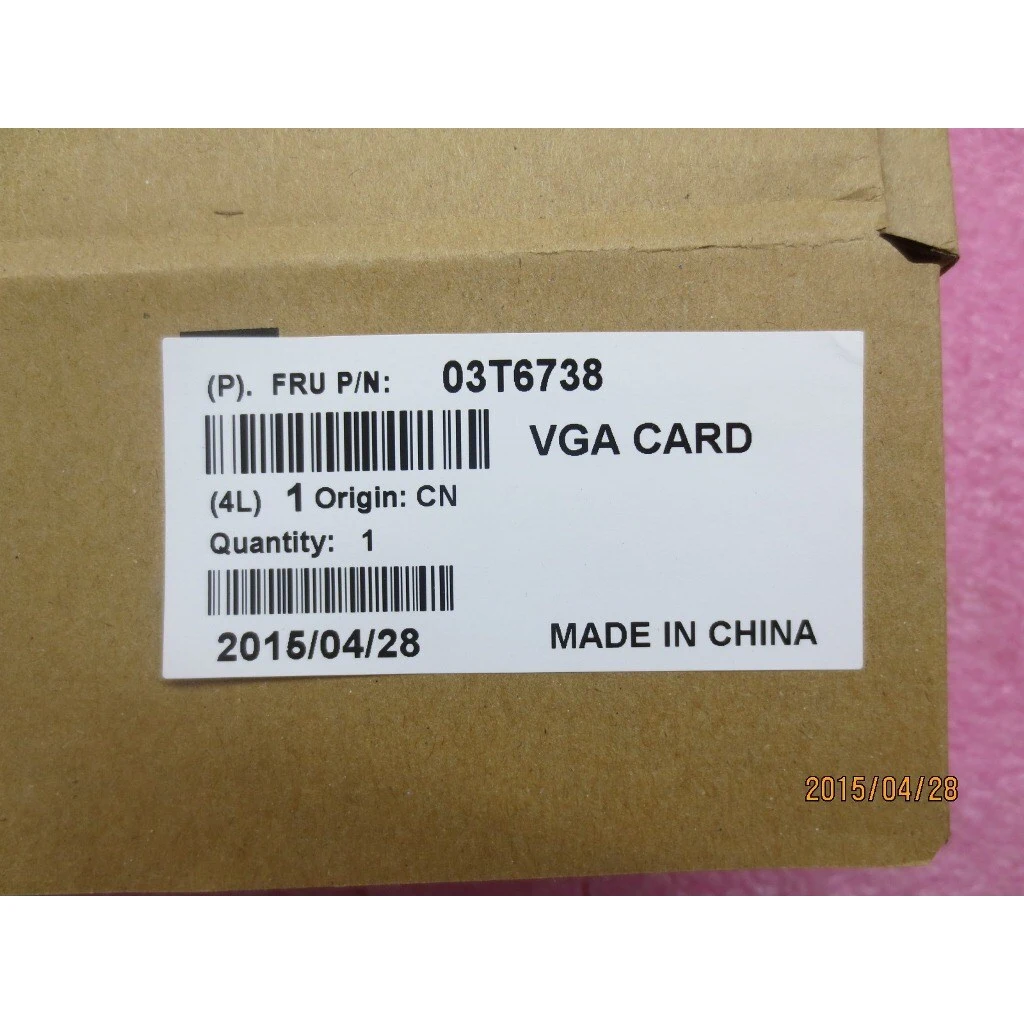 (P). FRU P/N: 03T6738
VGA CARD
(4L) 1 Origin: CN
Quantity: 1
2015/04/28
MADE IN CHINA
2015/04/28